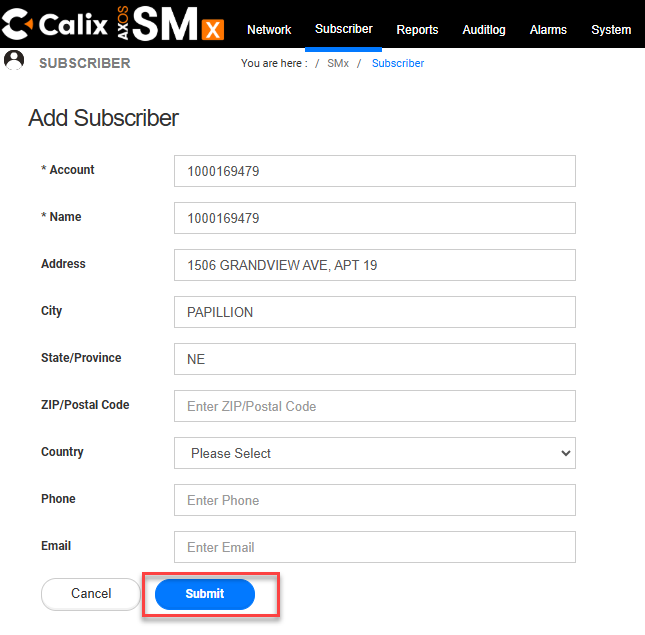 Calix AXOS SMx Network Subscriber Reports Auditlog Alarms System
SUBSCRIBER You are here : / SMx / Subscriber
Add Subscriber
* Account 1000169479
* Name 1000169479
Address 1506 GRANDVIEW AVE, APT 19
City PAPILLION
State/Province NE
ZIP/Postal Code Enter ZIP/Postal Code
Country Please Select
Phone Enter Phone
Email Enter Email
Cancel Submit